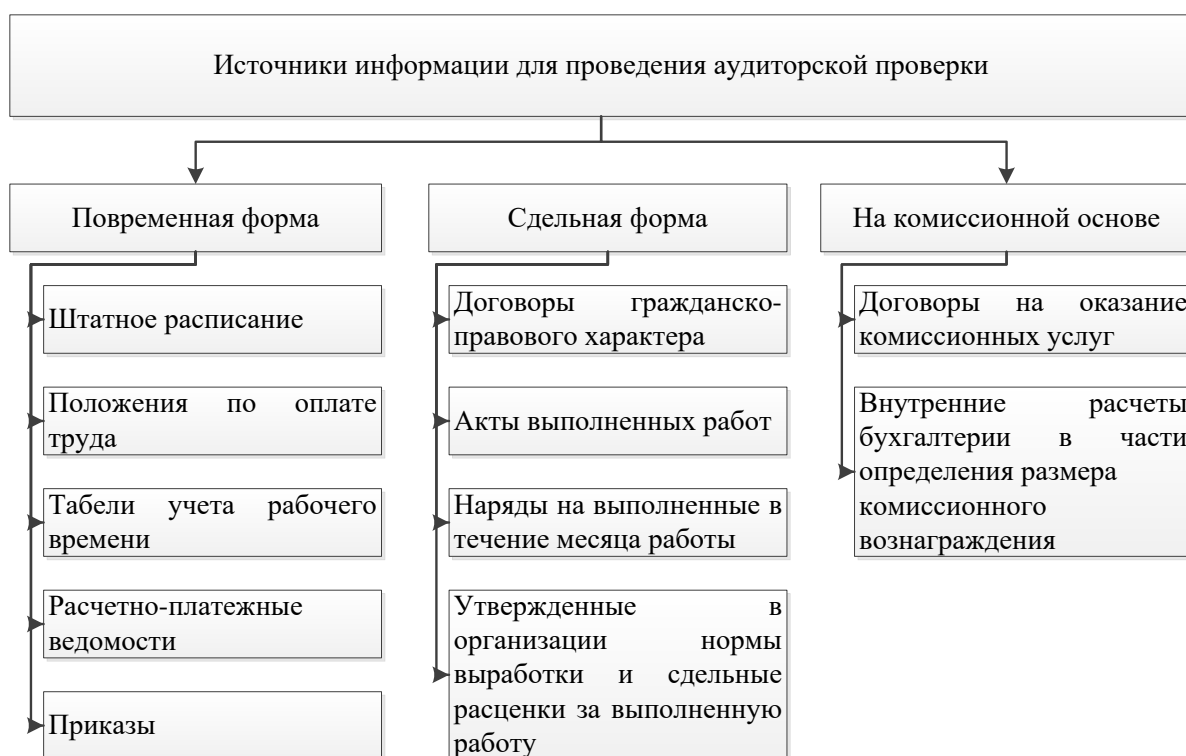 Источники информации для проведения аудиторской проверки
Повременная форма
Сдельная форма
На комиссионной основе
Штатное расписание
Положения по оплате
труда
Табели учета рабочего
времени
Расчетно-платежные
ведомости
Приказы
Договоры гражданско-
правового характера
Акты выполненных работ
Наряды на выполненные в
течение месяца работы
Утвержденные в
организации нормы
выработки и сдельные
расценки за выполненную
работу
Договоры на оказание
комиссионных услуг
Внутренние расчеты
бухгалтерии в части
определения размера
комиссионного
вознаграждения